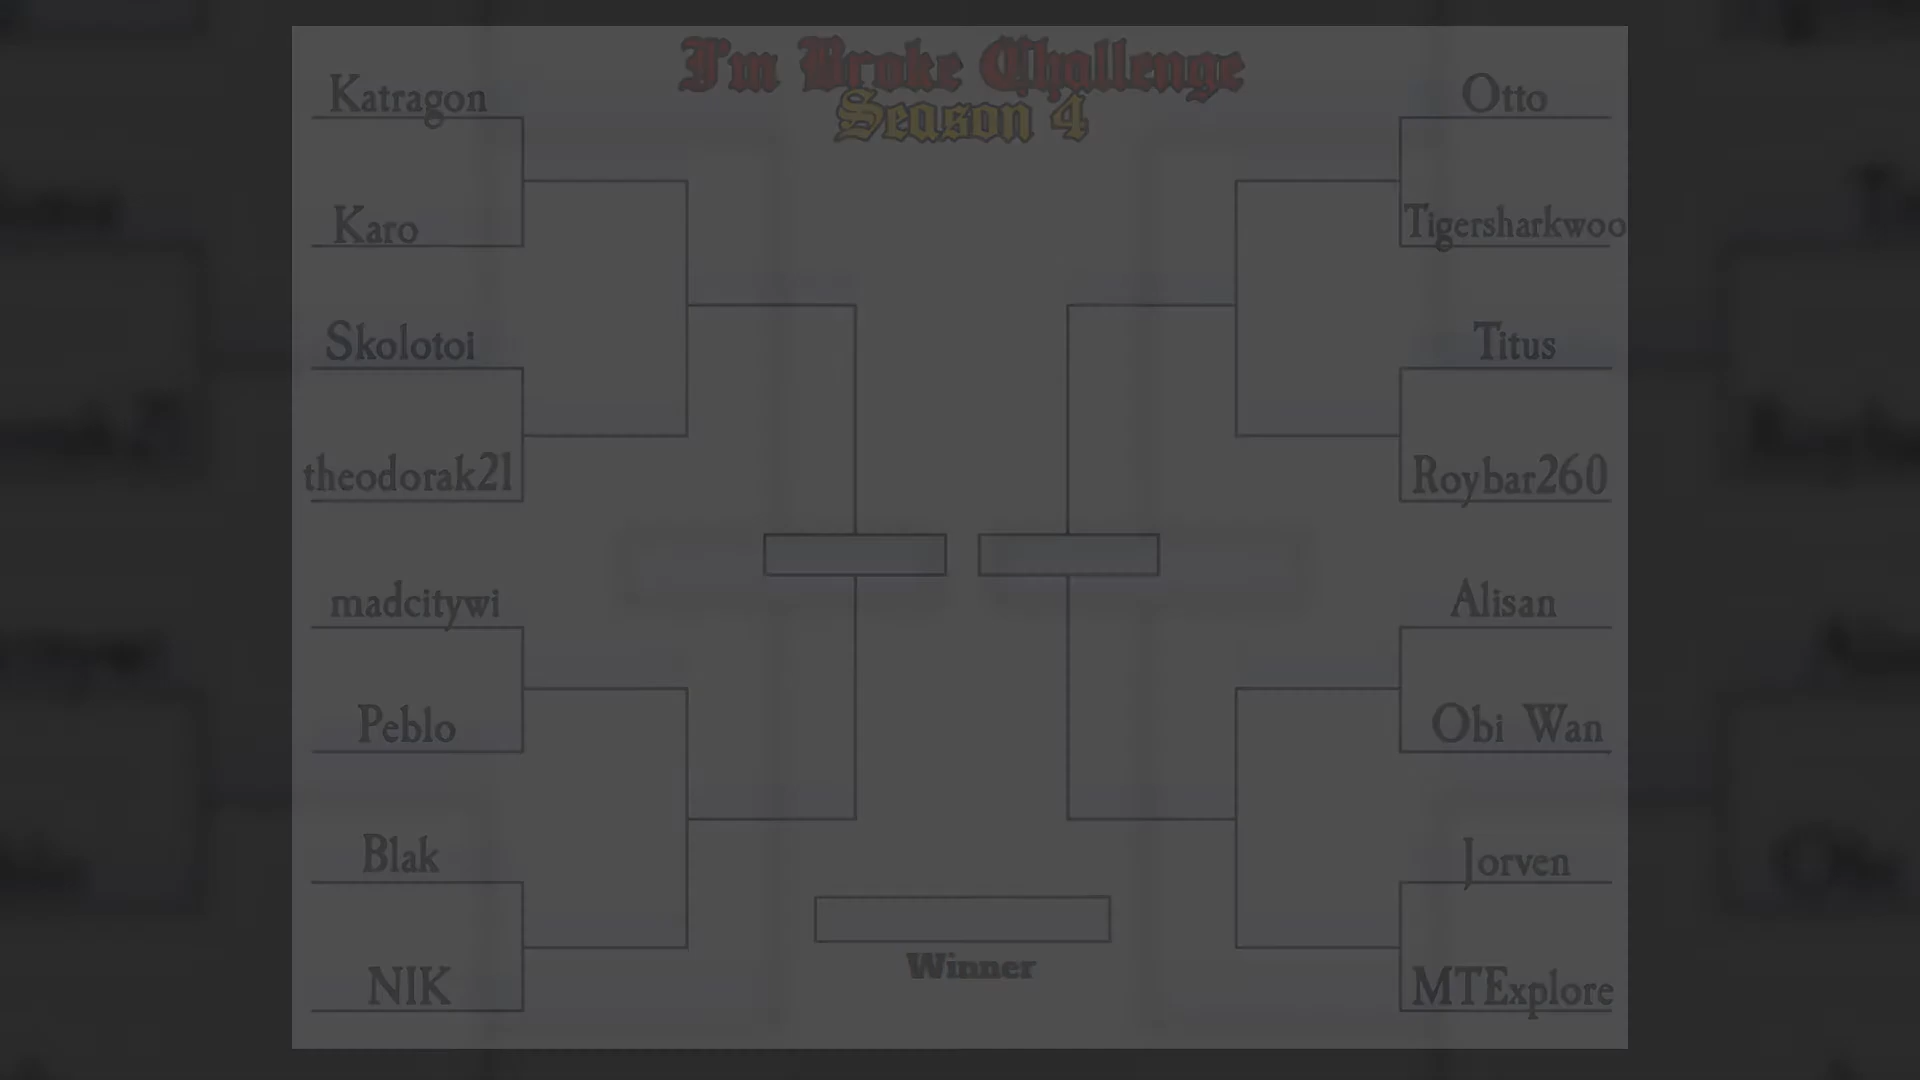 I'm Broke Challenge
Season 4
Katragon
Karo
Skolotoi
theodorak21
madcitywi
Peblo
Blak
NIK
Otto
Tigersharkwoo
Titus
Roybar260
Alisan
Obi Wan
Jorven
MTExplore
Winner